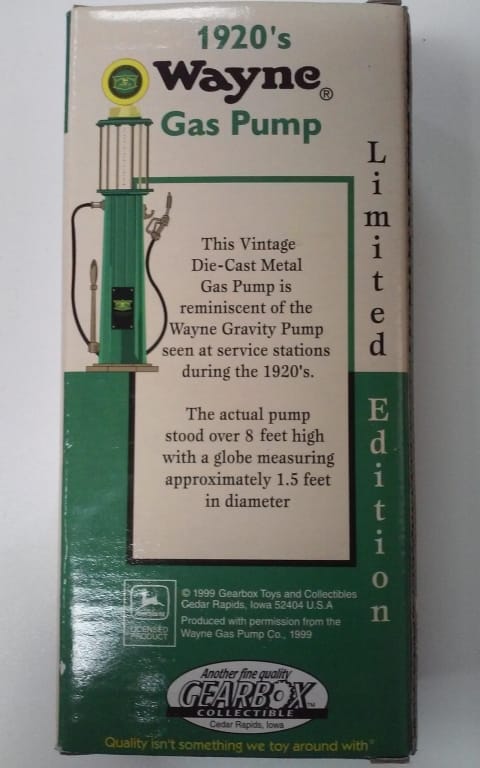 1920's
Wayne®
Gas Pump
Limited Edition
This Vintage
Die-Cast Metal
Gas Pump is
reminiscent of the
Wayne Gravity Pump
seen at service stations
during the 1920's.
The actual pump
stood over 8 feet high
with a globe measuring
approximately 1.5 feet
in diameter
LICENSED
PRODUCT
© 1999 Gearbox Toys and Collectibles
Cedar Rapids, Iowa 52404 U.S.A
Produced with permission from the
Wayne Gas Pump Co., 1999
Another fine quality
GEARBOX™
COLLECTIBLE
Cedar Rapids, Iowa
Quality isn't something we toy around with®